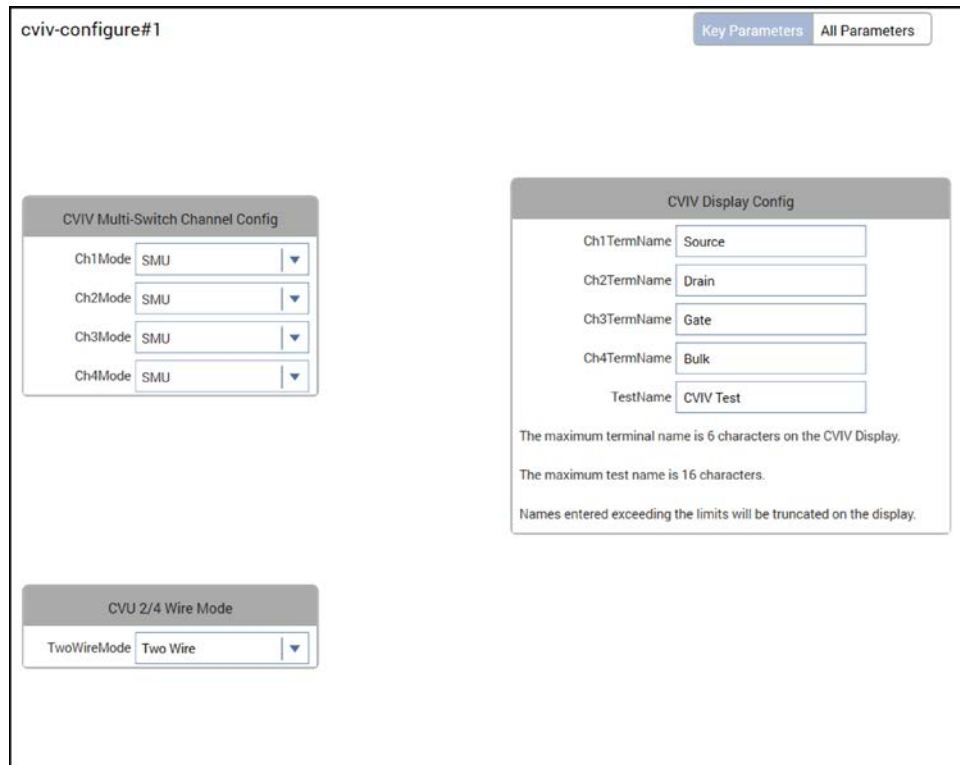 cviv-configure#1
Key Parameters All Parameters
CVIV Multi-Switch Channel Config
Ch1Mode SMU
Ch2Mode SMU
Ch3Mode SMU
Ch4Mode SMU
CVIV Display Config
Ch1TermName Source
Ch2TermName Drain
Ch3TermName Gate
Ch4TermName Bulk
TestName CVIV Test
The maximum terminal name is 6 characters on the CVIV Display.
The maximum test name is 16 characters.
Names entered exceeding the limits will be truncated on the display.
CVU 2/4 Wire Mode
TwoWireMode Two Wire